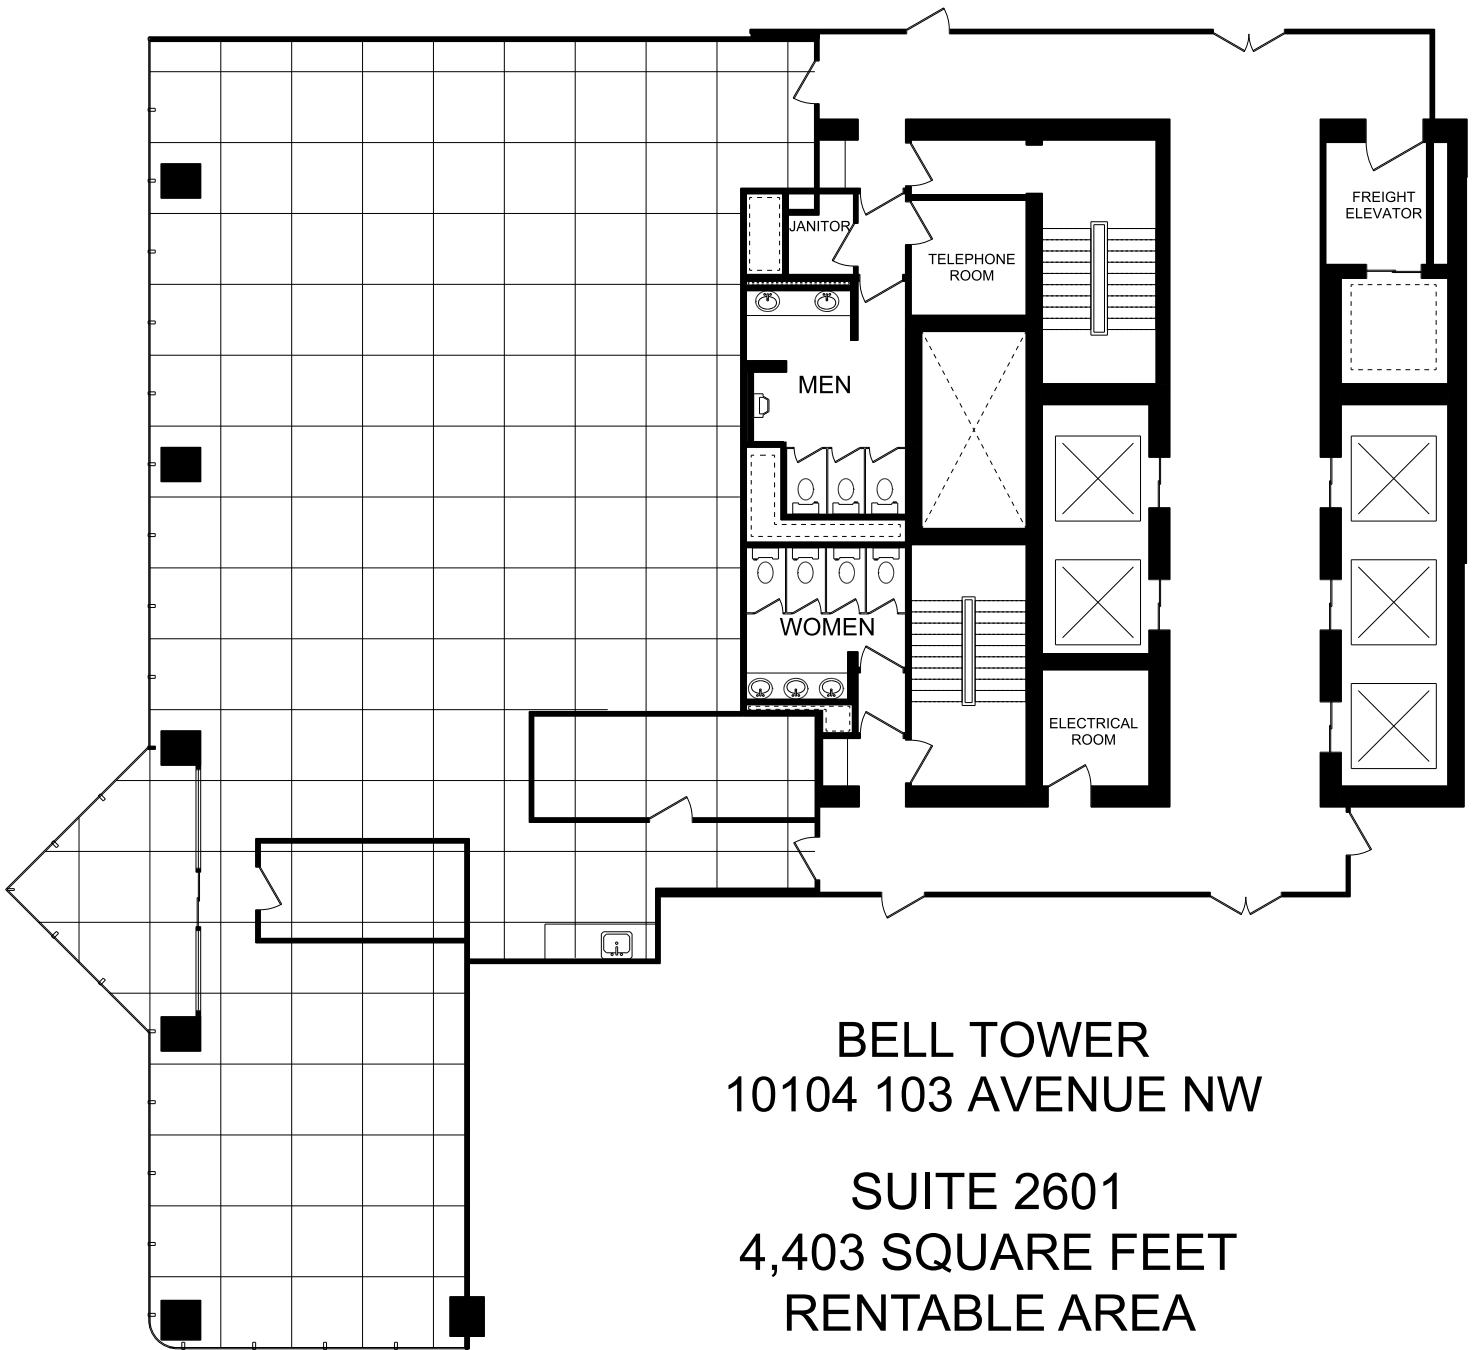 FREIGHT
ELEVATOR
JANITOR
TELEPHONE
ROOM
MEN
WOMEN
ELECTRICAL
ROOM
BELL TOWER
10104 103 AVENUE NW
SUITE 2601
4,403 SQUARE FEET
RENTABLE AREA